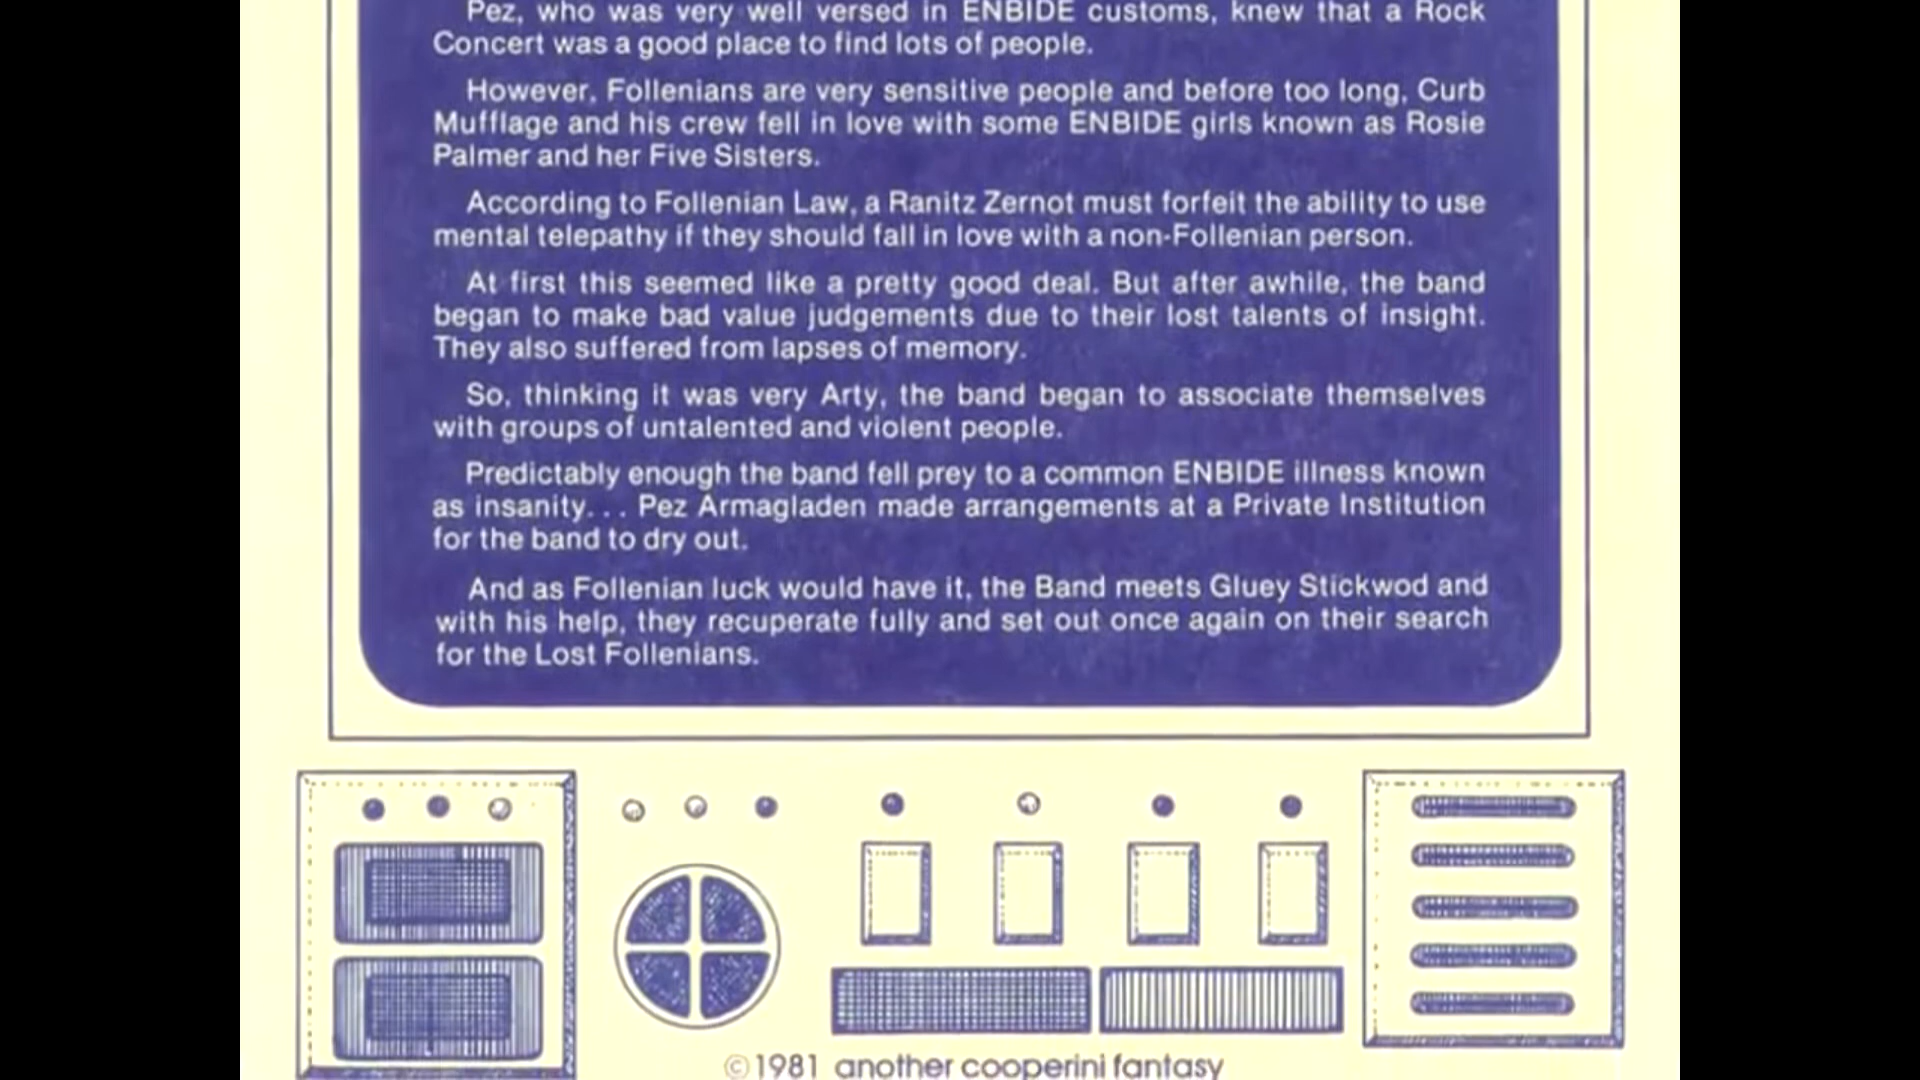 Pez, who was very well versed in ENBIDE customs, knew that a Rock
Concert was a good place to find lots of people.
However, Follenians are very sensitive people and before too long, Curb
Mufflage and his crew fell in love with some ENBIDE girls known as Rosie
Palmer and her Five Sisters.
According to Follenian Law, a Ranitz Zernot must forfeit the ability to use
mental telepathy if they should fall in love with a non-Follenian person.
At first this seemed like a pretty good deal. But after awhile, the band
began to make bad value judgements due to their lost talents of insight.
They also suffered from lapses of memory.
So, thinking it was very Arty, the band began to associate themselves
with groups of untalented and violent people.
Predictably enough the band fell prey to a common ENBIDE illness known
as insanity. . . Pez Armagladen made arrangements at a Private Institution
for the band to dry out.
And as Follenian luck would have it, the Band meets Gluey Stickwod and
with his help, they recuperate fully and set out once again on their search
for the Lost Follenians.
©1981 another cooperini fantasy